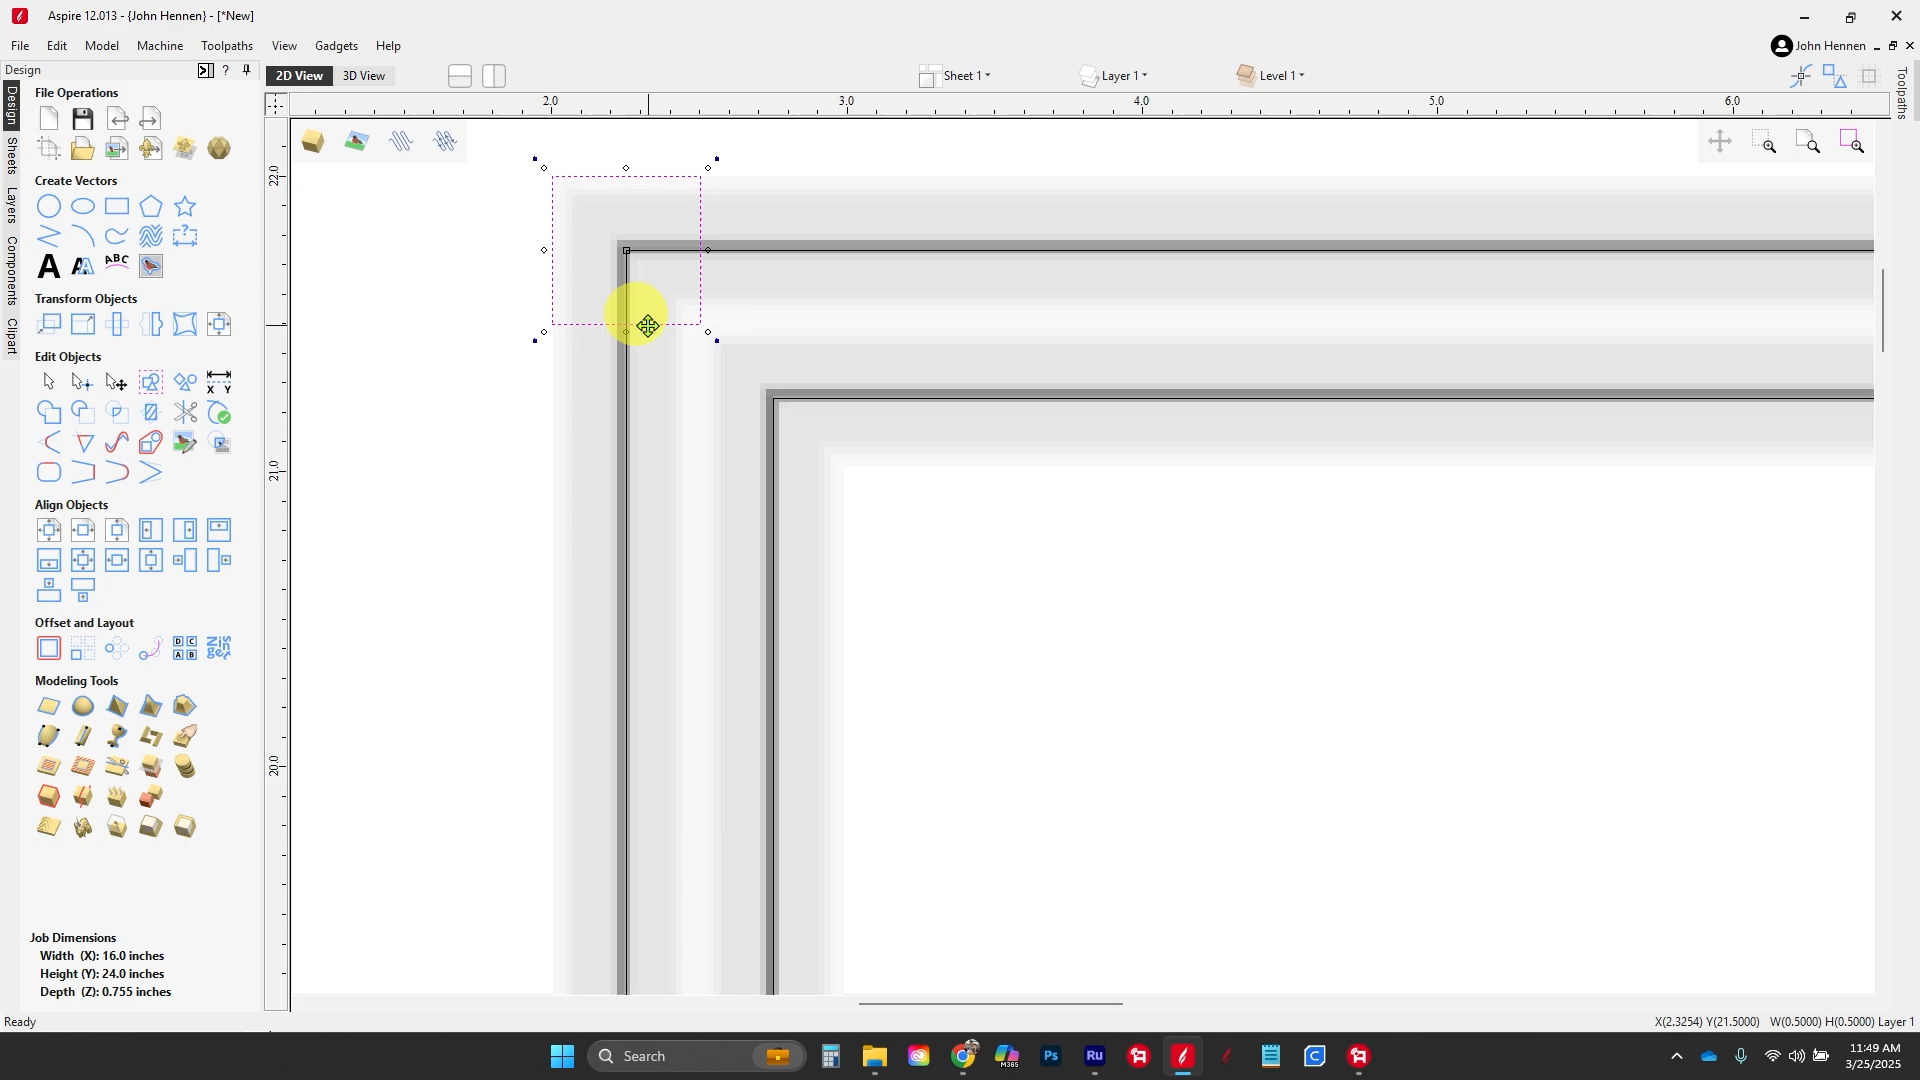 Aspire 12.013 - {John Hennen} - [*New]
File Edit Model Machine Toolpaths View Gadgets Help
John Hennen
Design
2D View 3D View
Sheet 1
Layer 1
Level 1
Toolpaths
Design
Sheets
Layers
Components
Clipart
File Operations
Create Vectors
A A ABC
Transform Objects
Edit Objects
X Y
Align Objects
Offset and Layout
D C
A B
Modeling Tools
Job Dimensions
Width (X): 16.0 inches
Height (Y): 24.0 inches
Depth (Z): 0.755 inches
2.0 3.0 4.0 5.0 6.0
22.0
21.0
20.0
Ready
X(2.3254) Y(21.5000) W(0.5000) H(0.5000) Layer 1
Search
M365
Ps
Ru
C
11:49 AM
3/25/2025